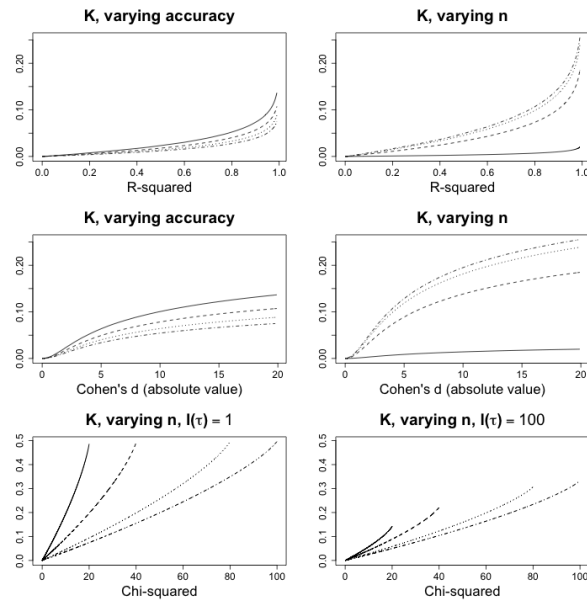 K, varying accuracy
0.00 0.10 0.20
0.0 0.2 0.4 0.6 0.8 1.0
R-squared
K, varying n
0.00 0.10 0.20
0.0 0.2 0.4 0.6 0.8 1.0
R-squared
K, varying accuracy
0.00 0.10 0.20
0 5 10 15 20
Cohen's d (absolute value)
K, varying n
0.00 0.10 0.20
0 5 10 15 20
Cohen's d (absolute value)
K, varying n, l(τ) = 1
0.0 0.1 0.2 0.3 0.4 0.5
0 20 40 60 80 100
Chi-squared
K, varying n, l(τ) = 100
0.0 0.1 0.2 0.3 0.4 0.5
0 20 40 60 80 100
Chi-squared